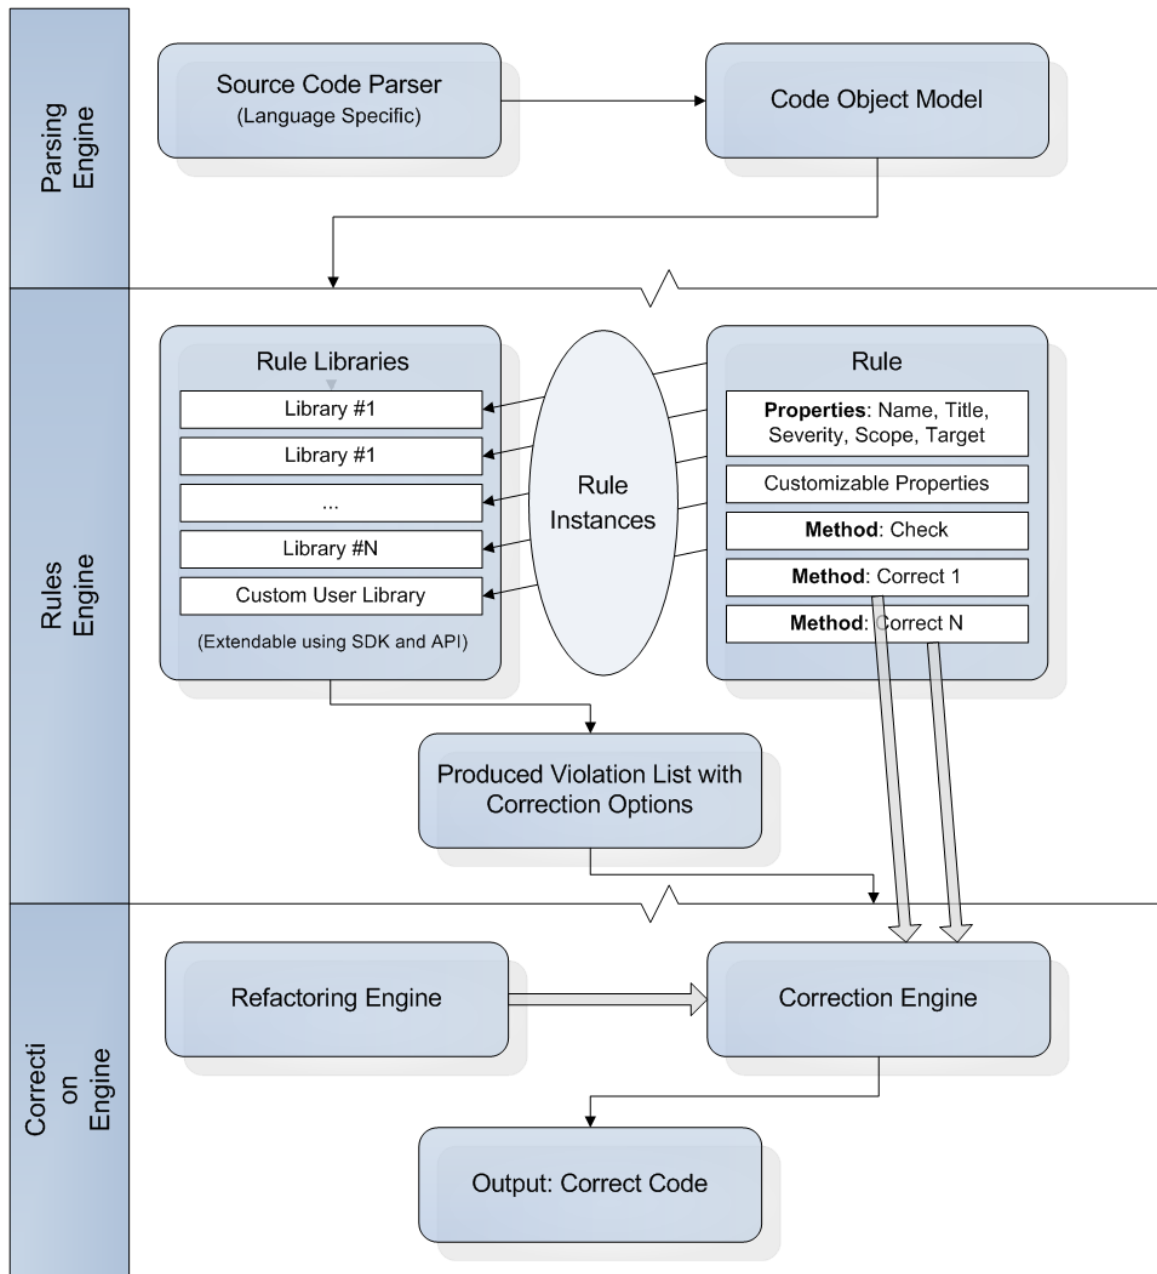 Parsing
Engine
Source Code Parser
(Language Specific)
Code Object Model
Rules
Engine
Rule Libraries
Library #1
Library #1
...
Library #N
Custom User Library
(Extendable using SDK and API)
Rule
Instances
Rule
Properties: Name, Title,
Severity, Scope, Target
Customizable Properties
Method: Check
Method: Correct 1
Method: Correct N
Produced Violation List with
Correction Options
Correcti
on
Engine
Refactoring Engine
Correction Engine
Output: Correct Code